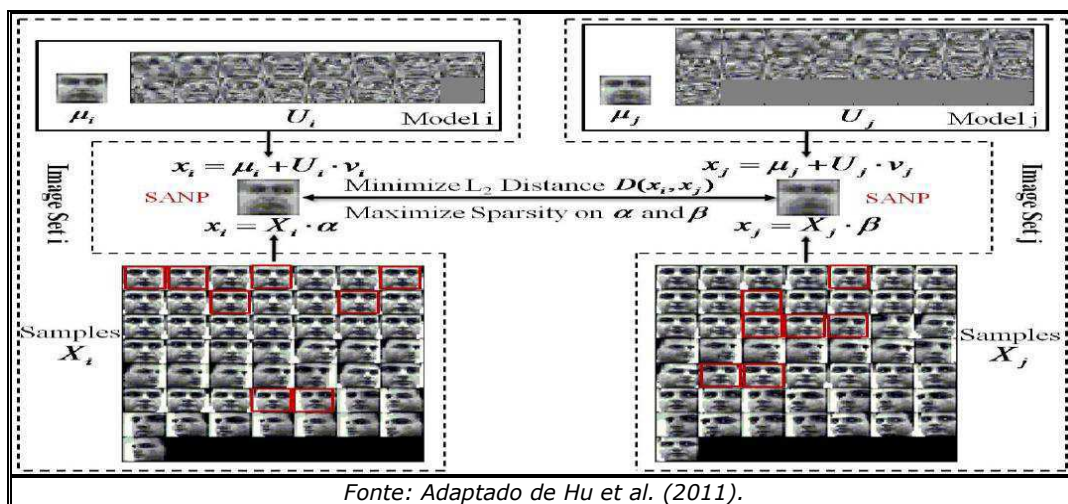 μi
Ui
Model i
μj
Uj
Model j
Image Set i
Image Set j
xi = μi + Ui · vi
xj = μj + Uj · vj
SANP
Minimize L2 Distance D(xi, xj)
Maximize Sparsity on α and β
SANP
xi = Xi · α
xj = Xj · β
Samples
Xi
Samples
Xj
Fonte: Adaptado de Hu et al. (2011).